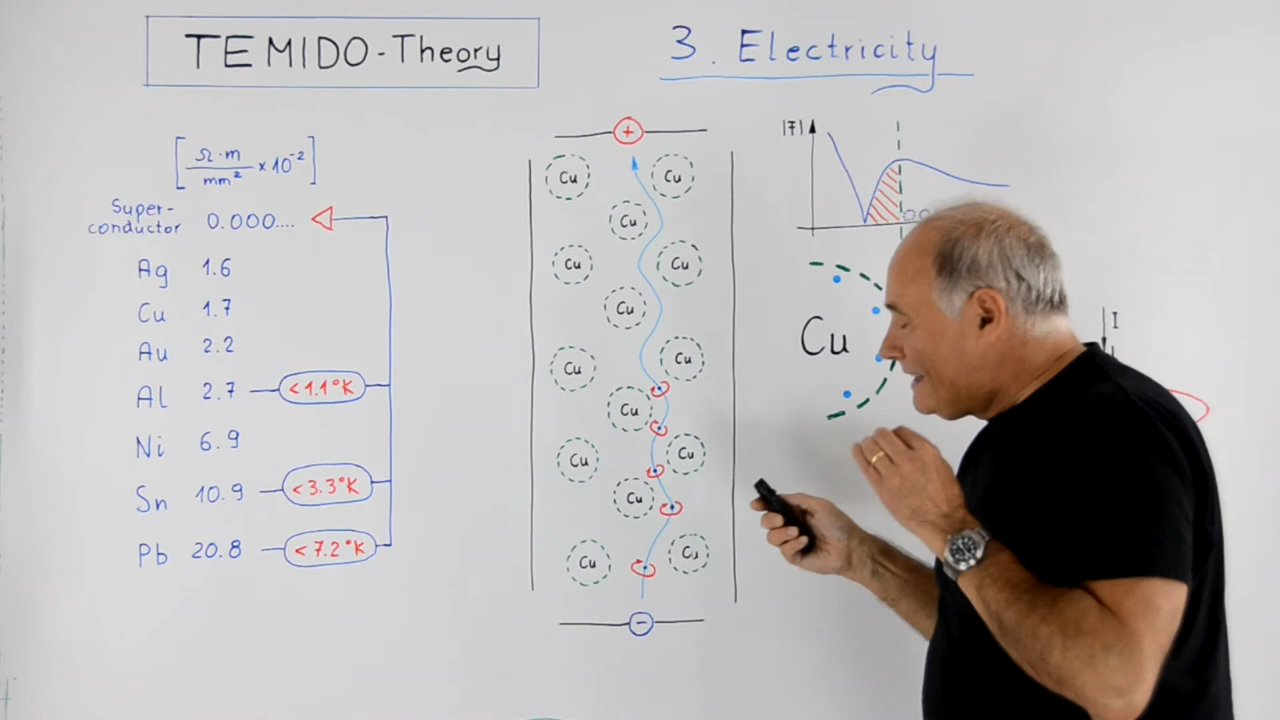 TEMIDO-Theory
3. Electricity
[Ω·m/mm² × 10⁻²]
Super-
conductor 0.000....
Ag 1.6
Cu 1.7
Au 2.2
Al 2.7 <1.1°K
Ni 6.9
Sn 10.9 <3.3°K
Pb 20.8 <7.2°K
+
Cu Cu
Cu
Cu Cu
Cu
Cu Cu
Cu
Cu Cu
Cu
Cu Cu
−
|F|
Cu
I